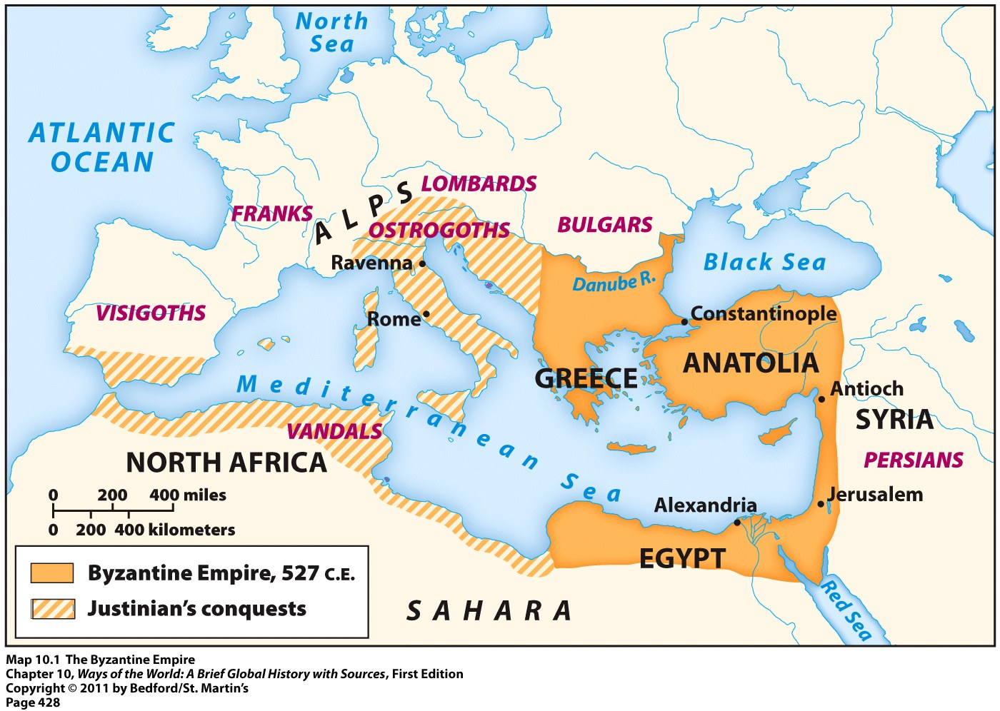 North
Sea
ATLANTIC
OCEAN
LOMBARDS
ALPS
FRANKS
OSTROGOTHS
BULGARS
Ravenna
Black Sea
Danube R.
VISIGOTHS
Rome
Constantinople
ANATOLIA
GREECE
Mediterranean Sea
Antioch
SYRIA
VANDALS
NORTH AFRICA
PERSIANS
Jerusalem
Alexandria
EGYPT
0 200 400 miles
0 200 400 kilometers
Byzantine Empire, 527 C.E.
Justinian's conquests
SAHARA
Red Sea
Map 10.1 The Byzantine Empire
Chapter 10, Ways of the World: A Brief Global History with Sources, First Edition
Copyright © 2011 by Bedford/St. Martin's
Page 428